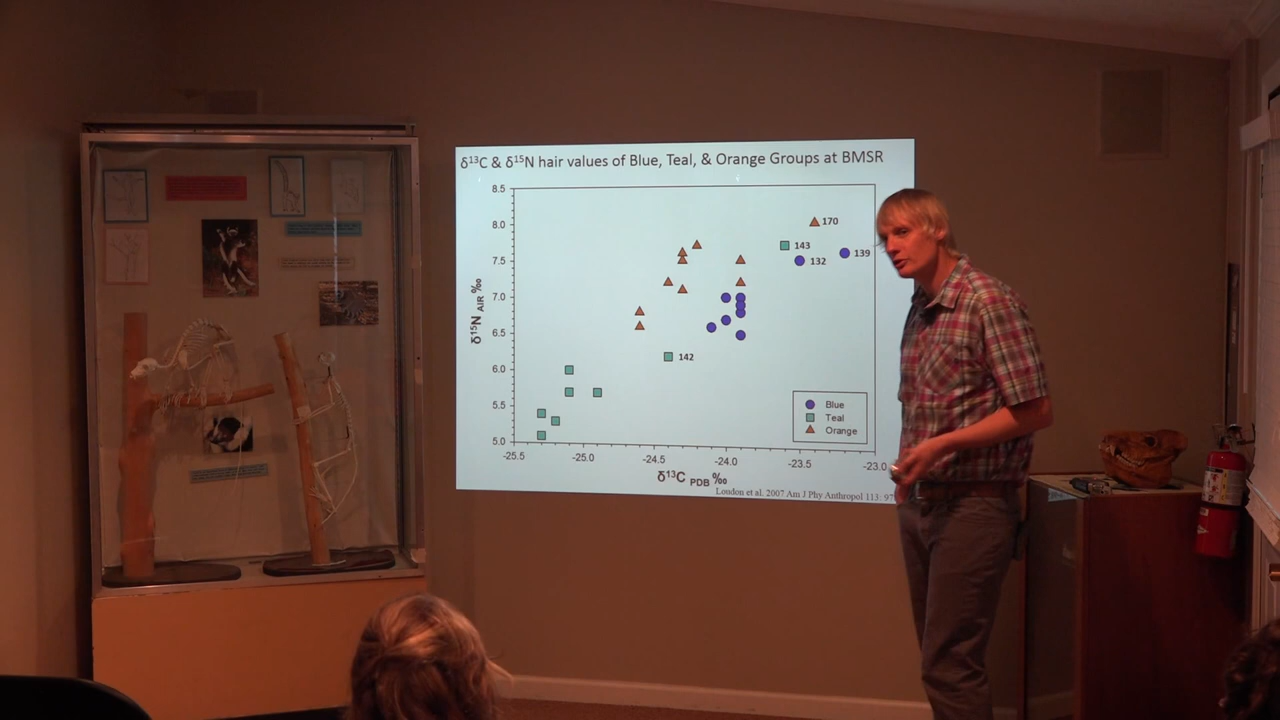 δ13C & δ15N hair values of Blue, Teal, & Orange Groups at BMSR
8.5
8.0
7.5
7.0
6.5
6.0
5.5
5.0
δ15N AIR ‰
170
143
132
139
142
Blue
Teal
Orange
-25.5
-25.0
-24.5
-24.0
-23.5
-23.0
δ13C PDB ‰
London et al. 2007 Am J Phy Anthropol 113: 97